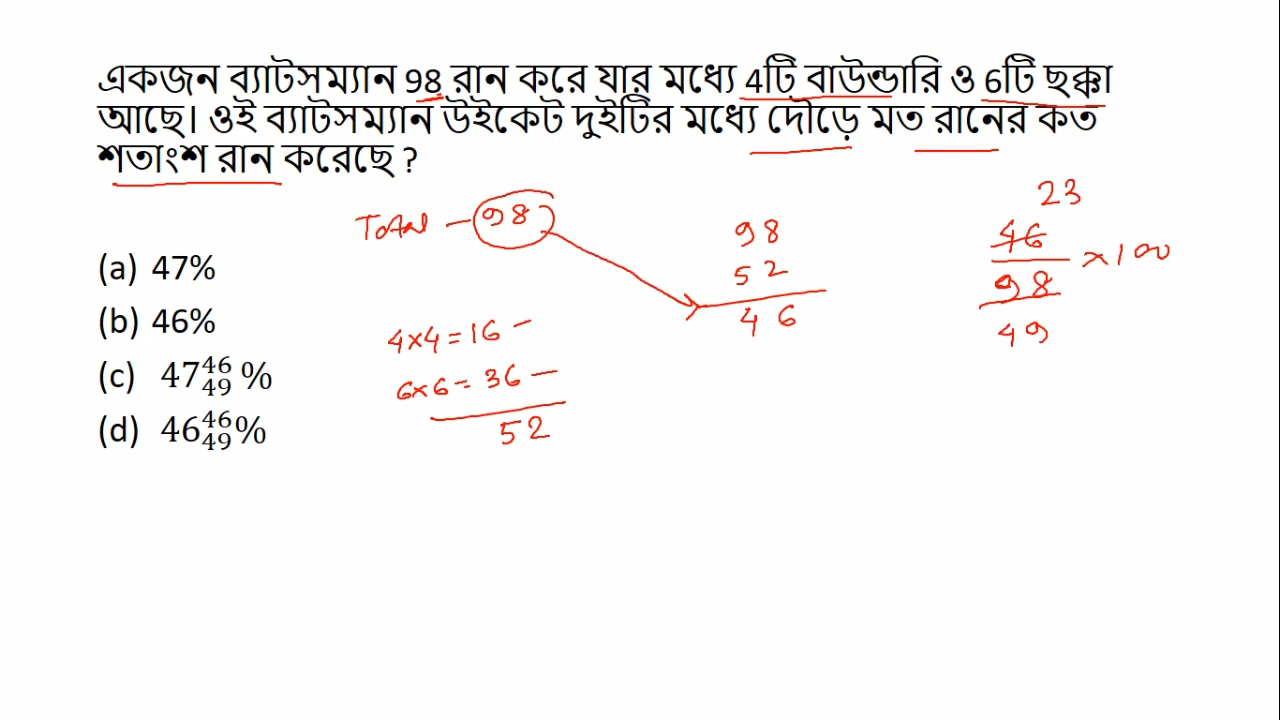 একজন ব্যাটসম্যান 98 রান করে যার মধ্যে 4টি বাউন্ডারি ও 6টি ছক্কা
আছে। ওই ব্যাটসম্যান উইকেট দুইটির মধ্যে দৌড়ে মত রানের কত
শতাংশ রান করেছে ?
Total - 98
98
52
46
23
46
98
49
×100
(a) 47%
(b) 46%
(c) 47 46/49 %
(d) 46 46/49%
4×4=16 -
6×6=36 -
52